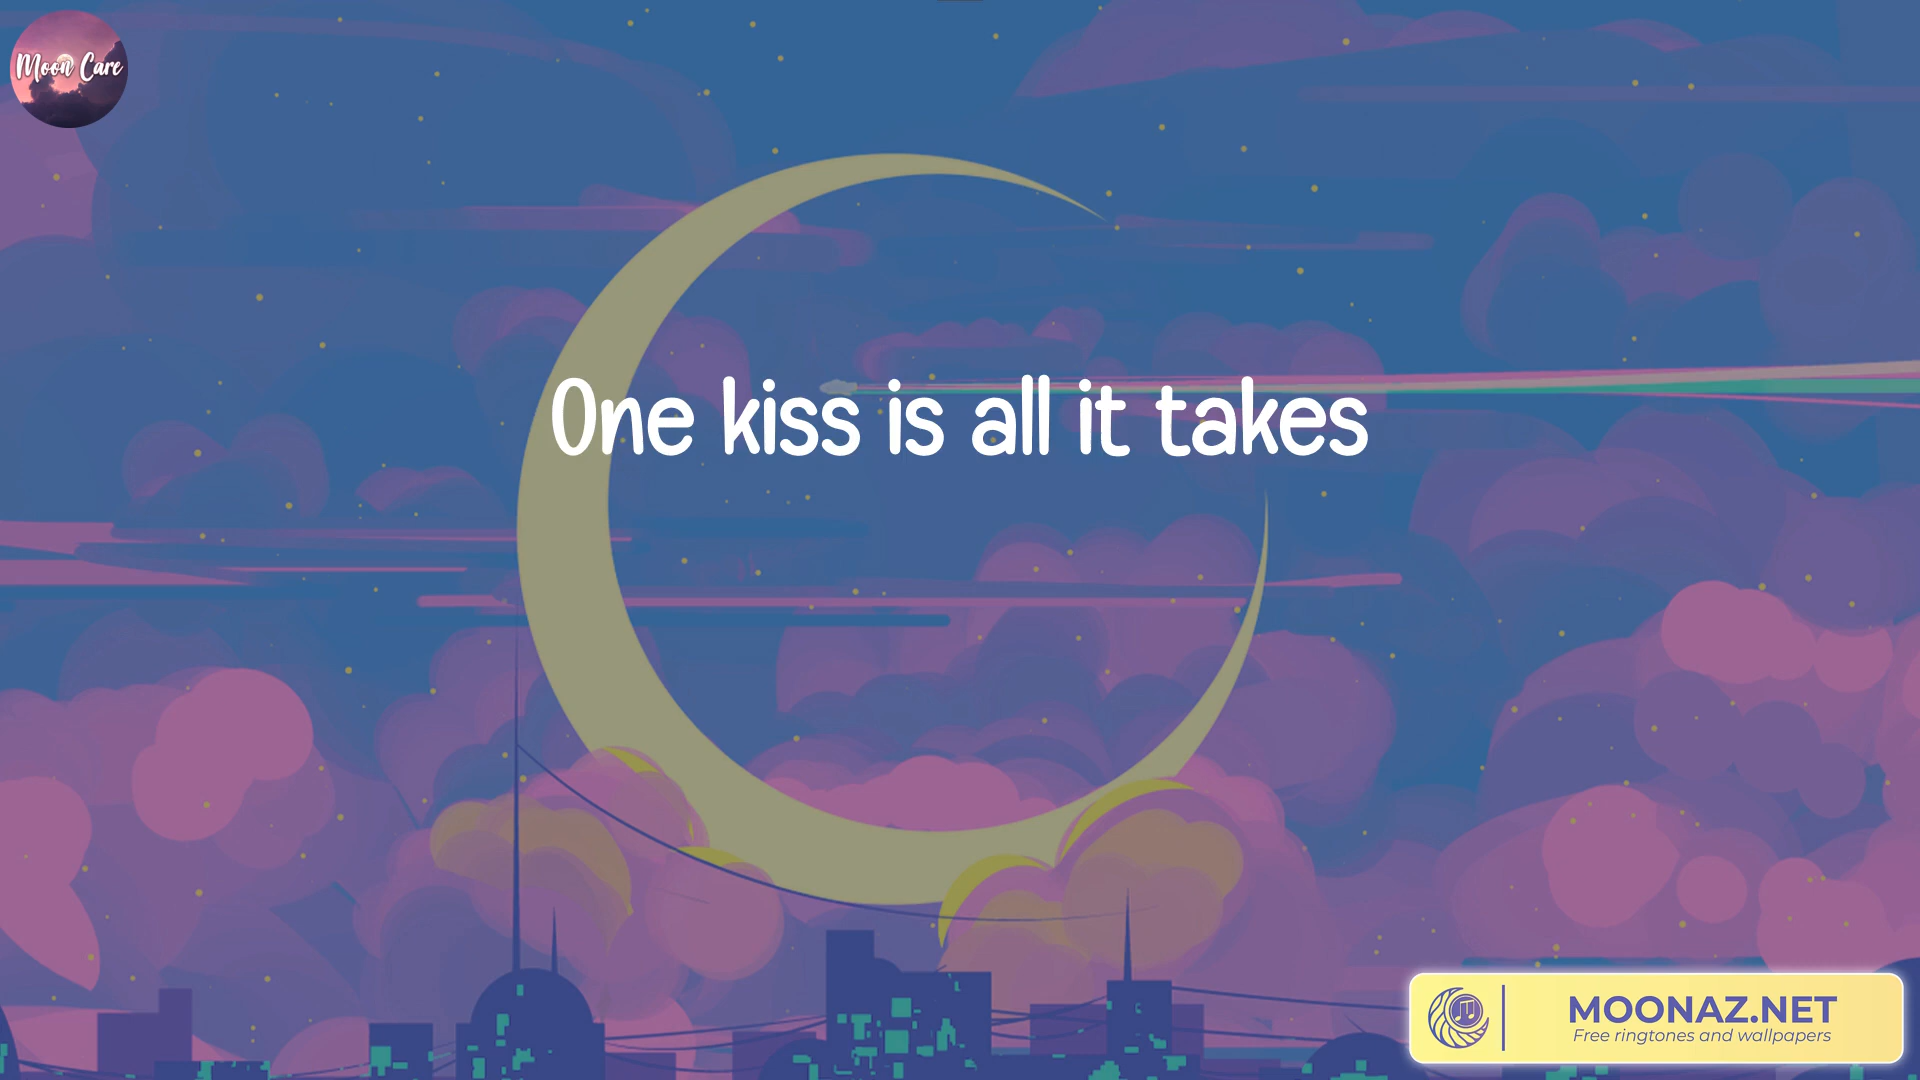 Moon Care
One kiss is all it takes
MOONAZ.NET
Free ringtones and wallpapers